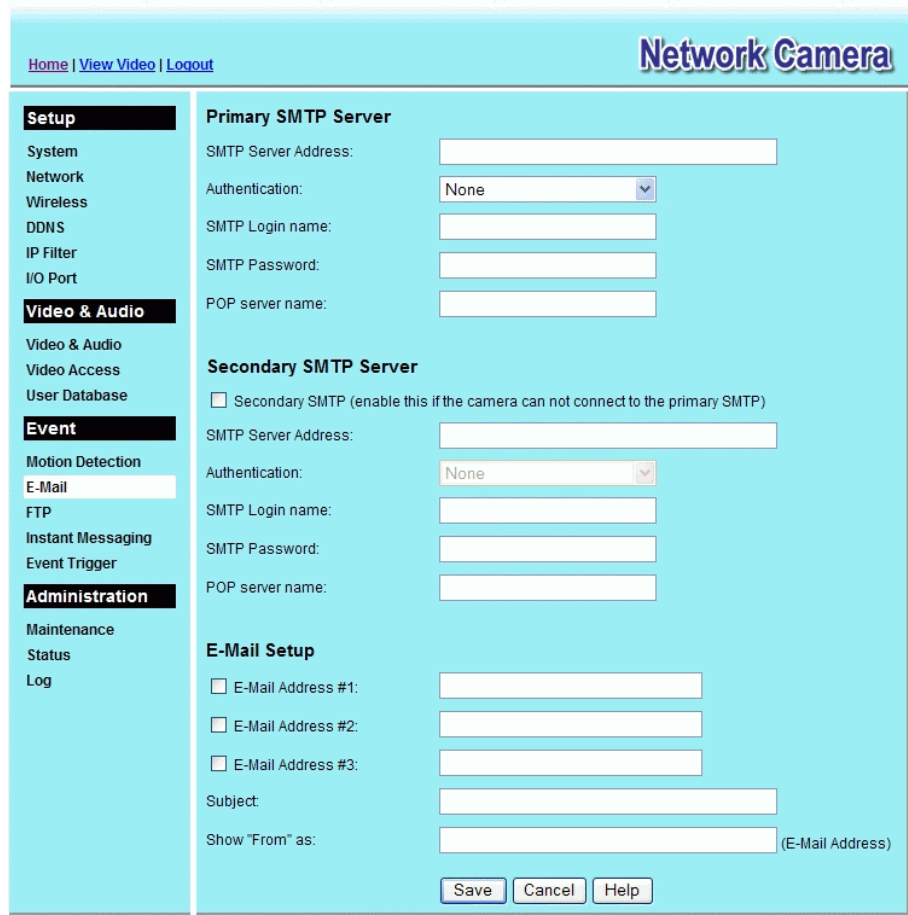 Home | View Video | Logout
Network Camera
Setup
System
Network
Wireless
DDNS
IP Filter
I/O Port
Video & Audio
Video & Audio
Video Access
User Database
Event
Motion Detection
E-Mail
FTP
Instant Messaging
Event Trigger
Administration
Maintenance
Status
Log
Primary SMTP Server
SMTP Server Address:
Authentication: None
SMTP Login name:
SMTP Password:
POP server name:
Secondary SMTP Server
Secondary SMTP (enable this if the camera can not connect to the primary SMTP)
SMTP Server Address:
Authentication: None
SMTP Login name:
SMTP Password:
POP server name:
E-Mail Setup
E-Mail Address #1:
E-Mail Address #2:
E-Mail Address #3:
Subject:
Show "From" as: (E-Mail Address)
Save Cancel Help